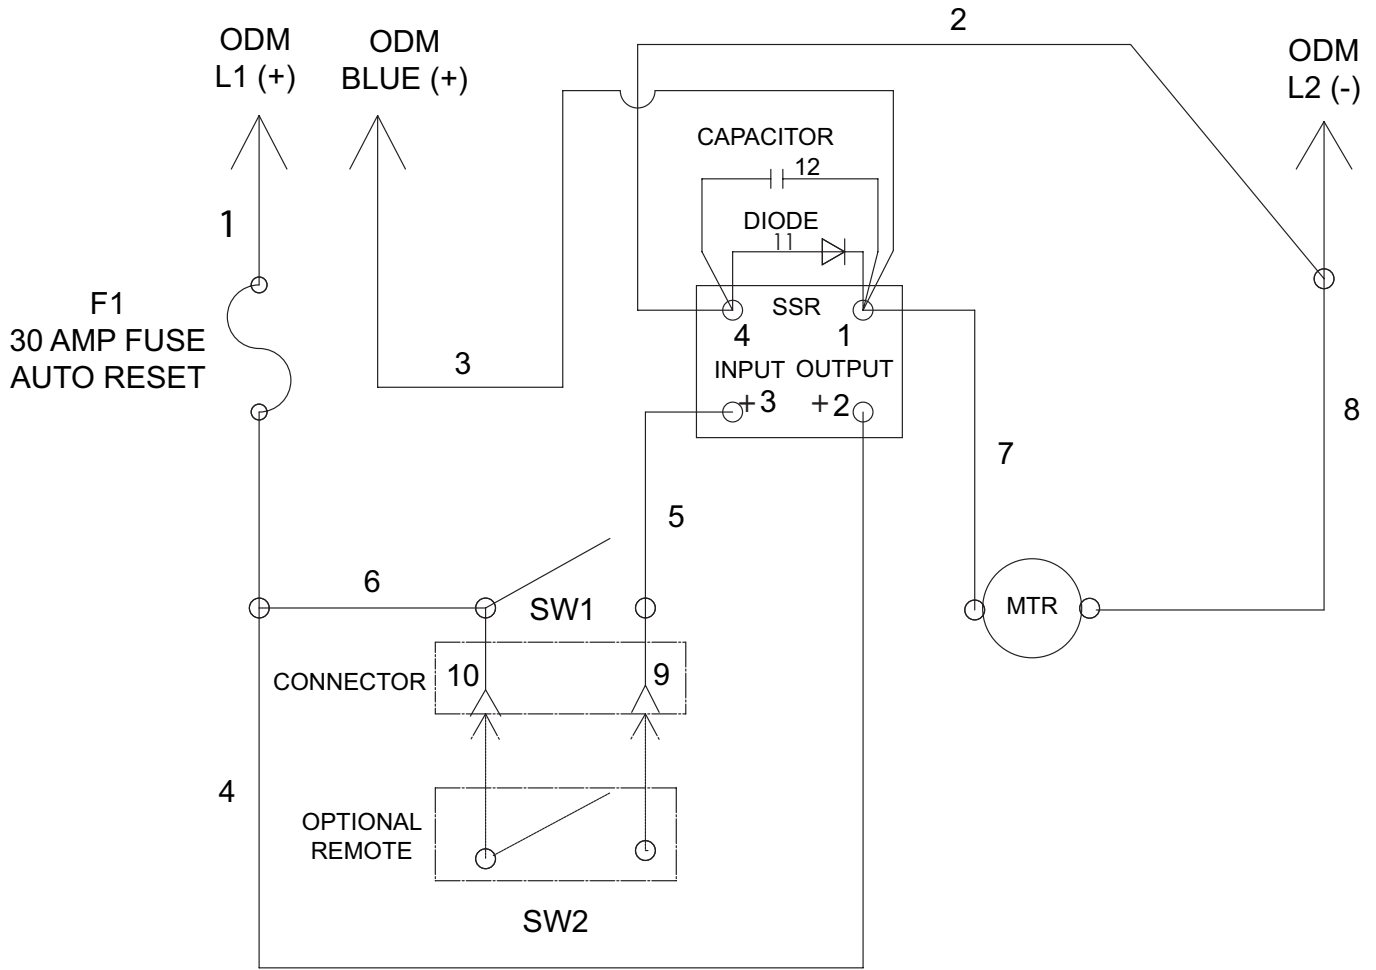 2
ODM
L1 (+)
ODM
BLUE (+)
ODM
L2 (-)
CAPACITOR
12
1
DIODE
11
F1
30 AMP FUSE
AUTO RESET
SSR
4
1
INPUT
OUTPUT
+3
+2
3
8
7
5
6
SW1
MTR
CONNECTOR
10
9
4
OPTIONAL
REMOTE
SW2